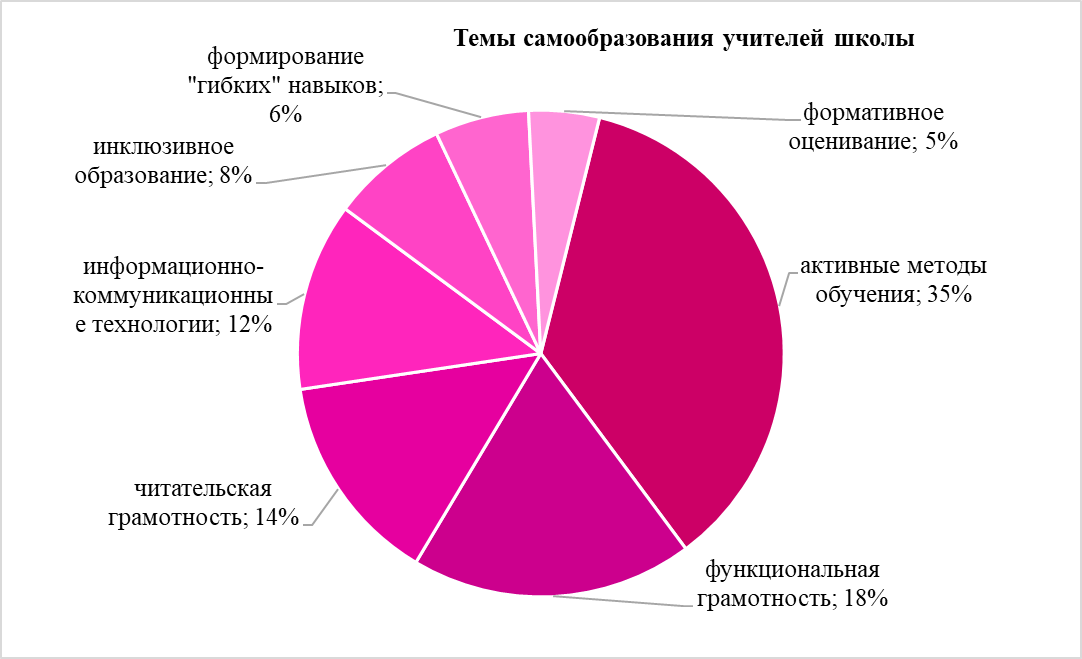 Темы самообразования учителей школы
формирование
"гибких" навыков;
6%
формативное
оценивание; 5%
инклюзивное
образование; 8%
активные методы
обучения; 35%
информационно-
коммуникационны
е технологии; 12%
читательская
грамотность; 14%
функциональная
грамотность; 18%